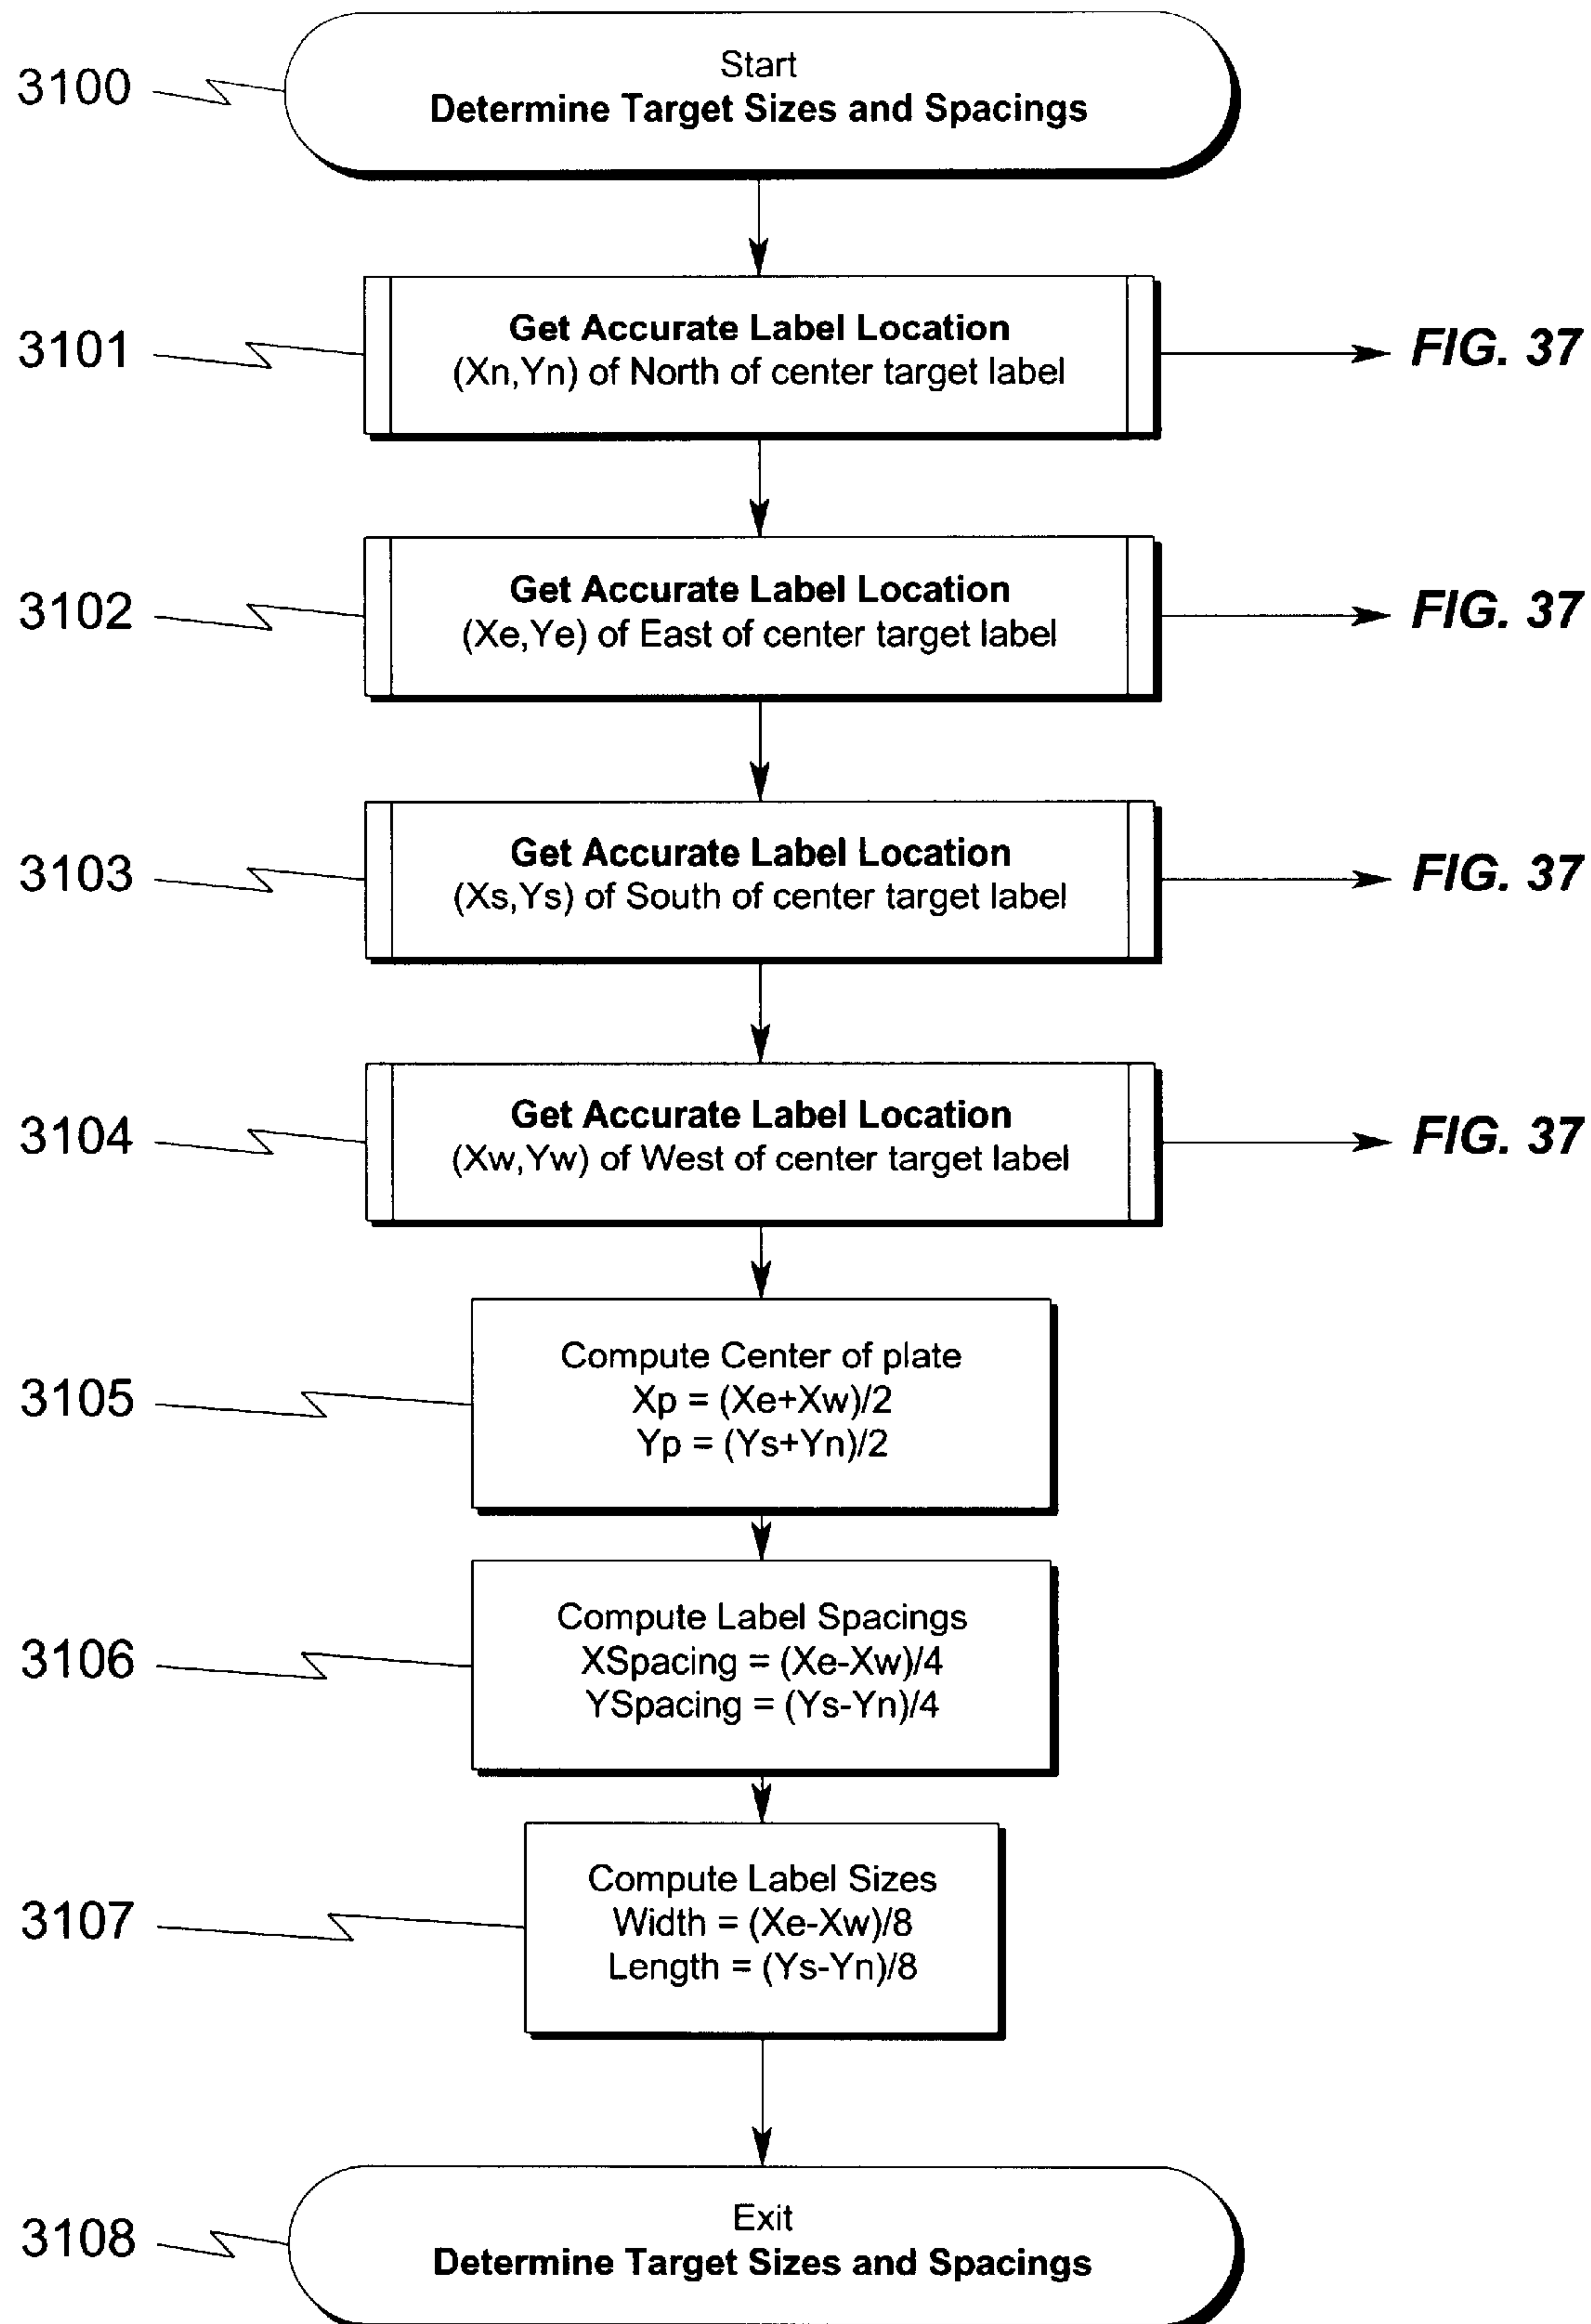 3100
Start
Determine Target Sizes and Spacings
3101
Get Accurate Label Location
(Xn,Yn) of North of center target label
FIG. 37
3102
Get Accurate Label Location
(Xe,Ye) of East of center target label
FIG. 37
3103
Get Accurate Label Location
(Xs,Ys) of South of center target label
FIG. 37
3104
Get Accurate Label Location
(Xw,Yw) of West of center target label
FIG. 37
3105
Compute Center of plate
Xp = (Xe+Xw)/2
Yp = (Ys+Yn)/2
3106
Compute Label Spacings
XSpacing = (Xe-Xw)/4
YSpacing = (Ys-Yn)/4
3107
Compute Label Sizes
Width = (Xe-Xw)/8
Length = (Ys-Yn)/8
3108
Exit
Determine Target Sizes and Spacings